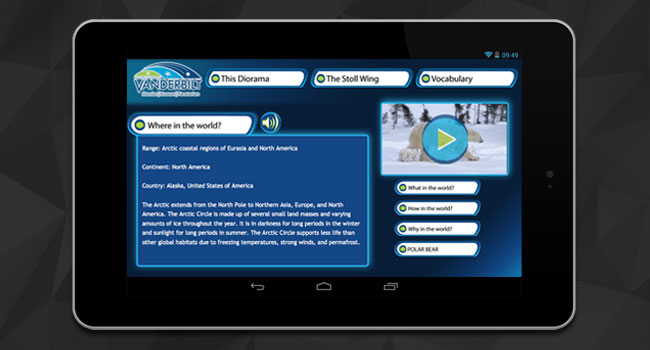 09:49
VANDERBILT
Mansion|Museum|Planetarium
This Diorama
The Stoll Wing
Vocabulary
Where in the world?
Range: Arctic coastal regions of Eurasia and North America
Continent: North America
Country: Alaska, United States of America
The Arctic extends from the North Pole to Northern Asia, Europe, and North
America. The Arctic Circle is made up of several small land masses and varying
amounts of ice throughout the year. It is in darkness for long periods in the winter
and sunlight for long periods in summer. The Arctic Circle supports less life than
other global habitats due to freezing temperatures, strong winds, and permafrost.
What in the world?
How in the world?
Why in the world?
POLAR BEAR